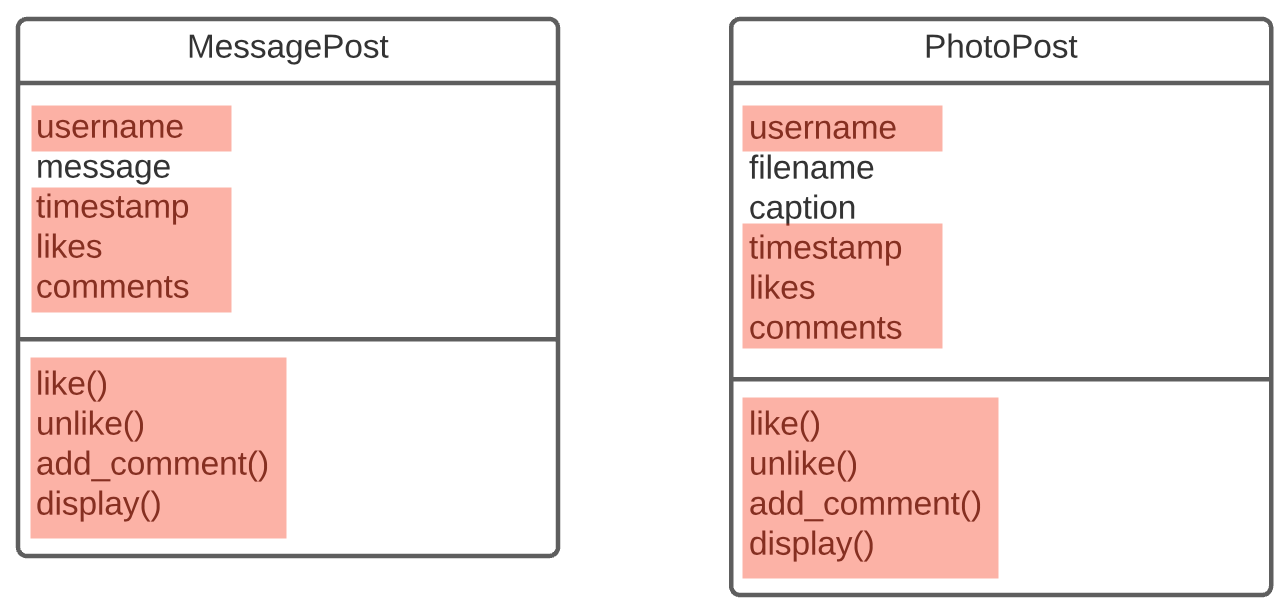 MessagePost
username
message
timestamp
likes
comments
like()
unlike()
add_comment()
display()
PhotoPost
username
filename
caption
timestamp
likes
comments
like()
unlike()
add_comment()
display()